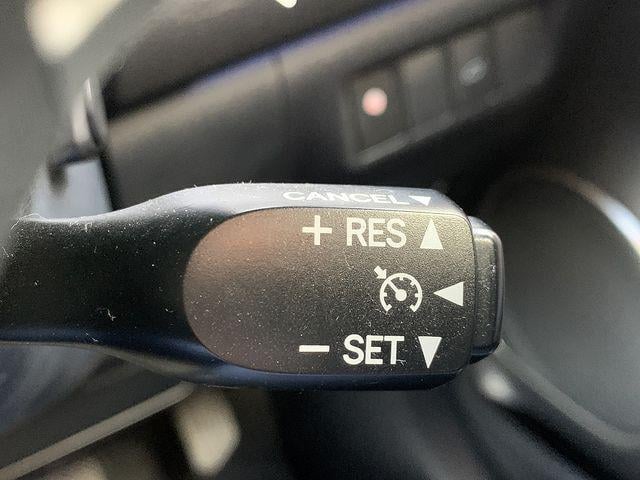 CANCEL ▼
+ RES ▲
◀
− SET ▼